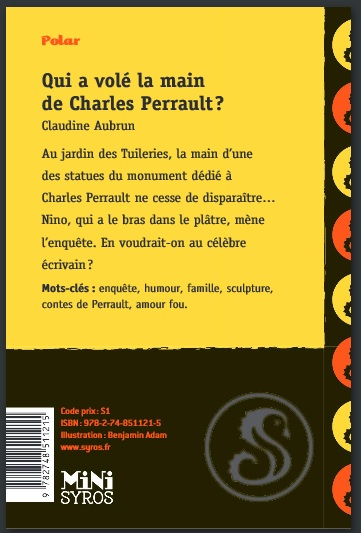 Polar
Qui a volé la main
de Charles Perrault ?
Claudine Aubrun
Au jardin des Tuileries, la main d'une
des statues du monument dédié à
Charles Perrault ne cesse de disparaître...
Nino, qui a le bras dans le plâtre, mène
l'enquête. En voudrait-on au célèbre
écrivain ?
Mots-clés : enquête, humour, famille, sculpture,
contes de Perrault, amour fou.
Code prix : S1
ISBN : 978-2-74-851121-5
Illustration : Benjamin Adam
www.syros.fr
MiNi
SYROS
9 782748 511215